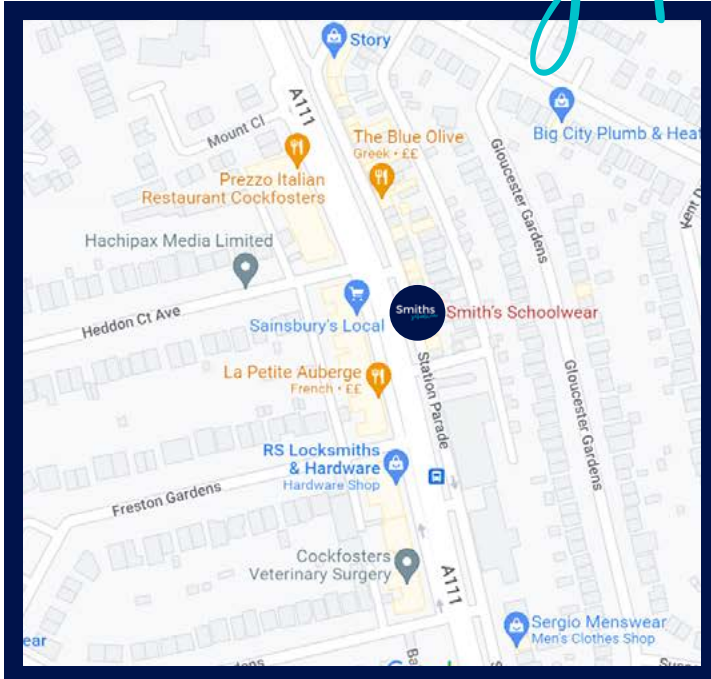 Story
A111
Mount Cl
The Blue Olive
Greek • ££
Big City Plumb & Heat
Prezzo Italian
Restaurant Cockfosters
Gloucester Gardens
Hachipax Media Limited
Heddon Ct Ave
Sainsbury's Local
Smiths
Smith's Schoolwear
La Petite Auberge
French • ££
Station Parade
Gloucester Gardens
RS Locksmiths
& Hardware
Hardware Shop
Freston Gardens
Cockfosters
Veterinary Surgery
A111
Sergio Menswear
Men's Clothes Shop